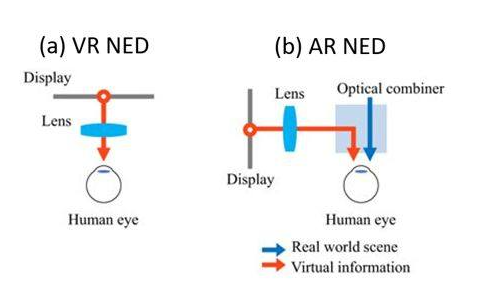 (a) VR NED
Display
Lens
Human eye
(b) AR NED
Lens
Optical combiner
Display
Human eye
Real world scene
Virtual information